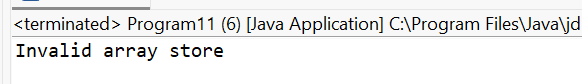 <terminated> Program11 (6) [Java Application] C:\Program Files\Java\jd
Invalid array store